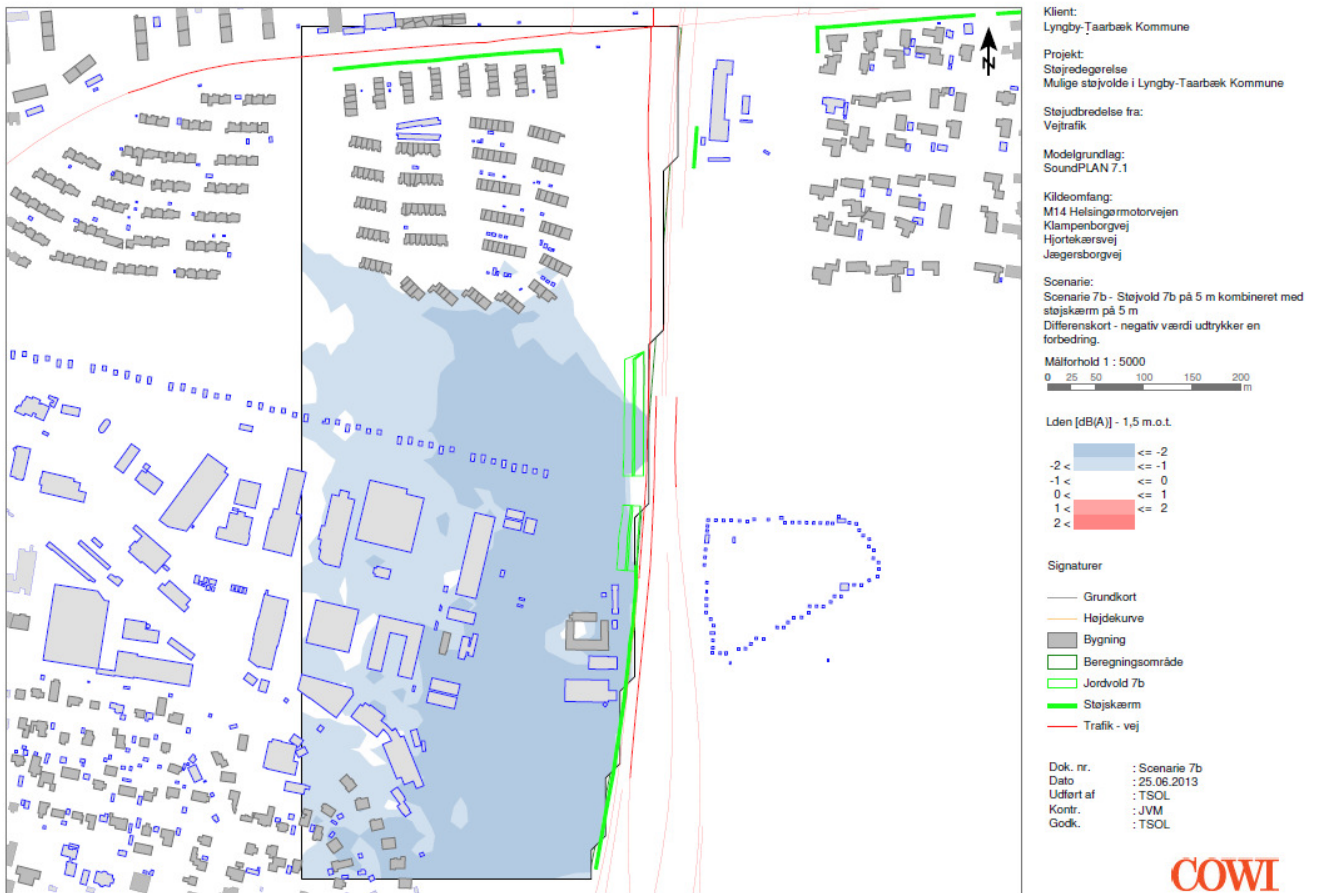 Klient:
Lyngby-Taarbæk Kommune
Projekt:
Støjredegørelse
Mulige støjvolde i Lyngby-Taarbæk Kommune
Støjudbredelse fra:
Vejtrafik
Modelgrundlag:
SoundPLAN 7.1
Kildeomfang:
M14 Helsingørmotorvejen
Klampenborgvej
Hjortekærsvej
Jægersborgvej
Scenarie:
Scenarie 7b - Støjvold 7b på 5 m kombineret med
støjskærm på 5 m
Differenskort - negativ værdi udtrykker en
forbedring.
Målforhold 1 : 5000
0 25 50 100 150 200
m
Lden [dB(A)] - 1,5 m.o.t.
<= -2
-2 < <= -1
-1 < <= 0
0 < <= 1
1 < <= 2
2 <
Signaturer
Grundkort
Højdekurve
Bygning
Beregningsområde
Jordvold 7b
Støjskærm
Trafik - vej
Dok. nr. : Scenarie 7b
Dato : 25.06.2013
Udført af : TSOL
Kontr. : JVM
Godk. : TSOL
COWI
N